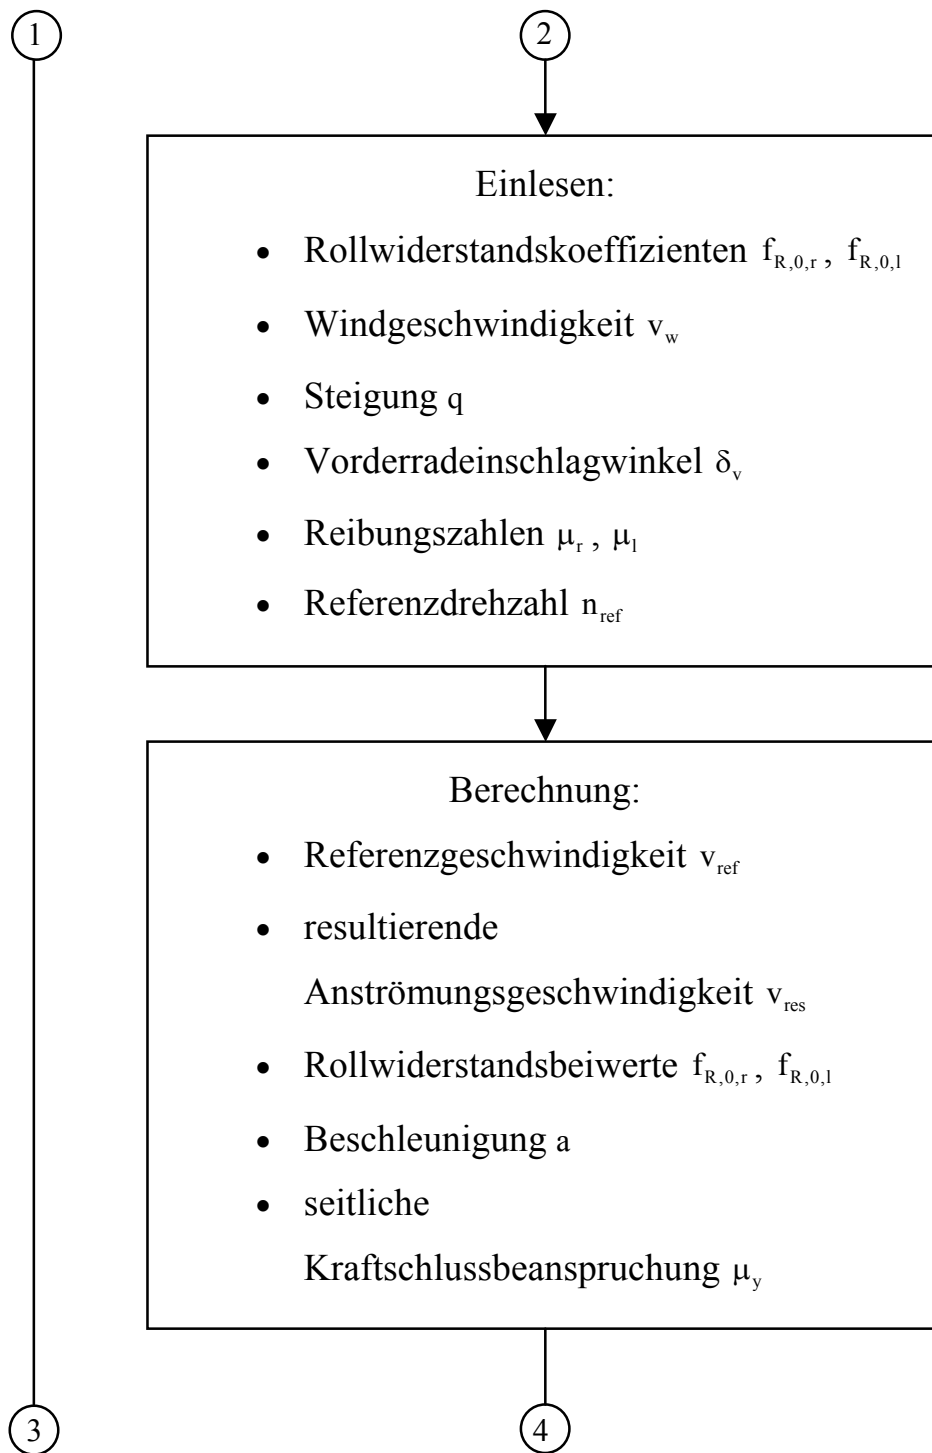 1 2
Einlesen:
• Rollwiderstandskoeffizienten f_R,0,r , f_R,0,l
• Windgeschwindigkeit v_w
• Steigung q
• Vorderradeinschlagwinkel δ_v
• Reibungszahlen μ_r , μ_l
• Referenzdrehzahl n_ref
Berechnung:
• Referenzgeschwindigkeit v_ref
• resultierende
Anströmungsgeschwindigkeit v_res
• Rollwiderstandsbeiwerte f_R,0,r , f_R,0,l
• Beschleunigung a
• seitliche
Kraftschlussbeanspruchung μ_y
3 4